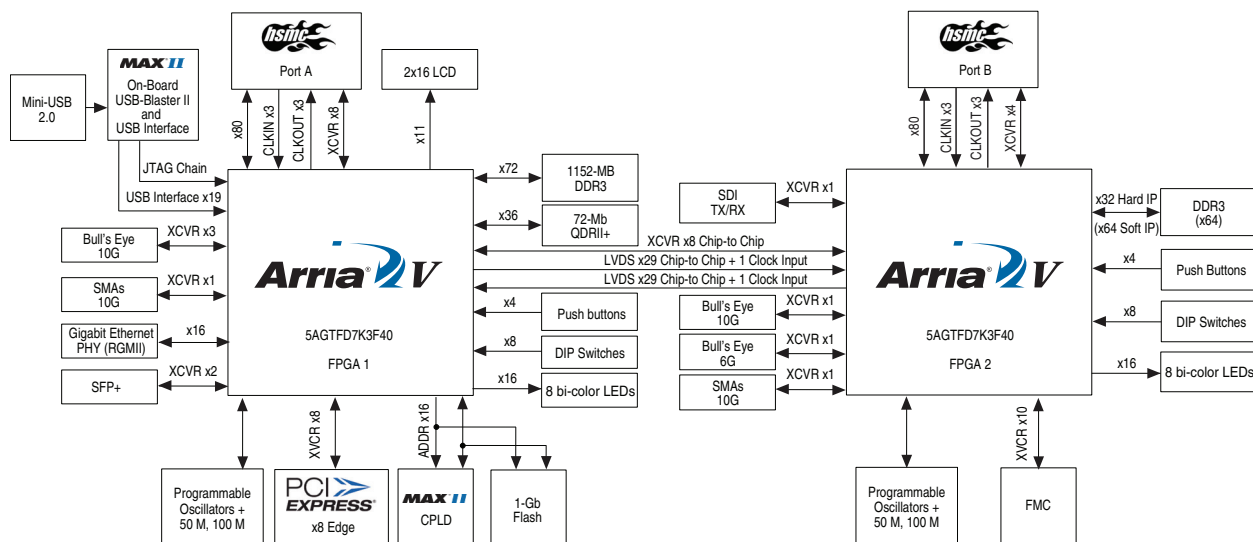 hsmc
Port A
2x16 LCD
hsmc
Port B
Mini-USB
2.0
MAX II
On-Board
USB-Blaster II
and
USB Interface
x80
CLKIN x3
CLKOUT x3
XCVR x8
x11
x80
CLKIN x3
CLKOUT x3
XCVR x4
JTAG Chain
USB Interface x19
Bull's Eye
10G
XCVR x3
SMAs
10G
XCVR x1
Gigabit Ethernet
PHY (RGMII)
x16
SFP+
XCVR x2
Arria® V
5AGTFD7K3F40
FPGA 1
x72
1152-MB
DDR3
x36
72-Mb
QDRII+
XCVR x8 Chip-to Chip
LVDS x29 Chip-to Chip + 1 Clock Input
LVDS x29 Chip-to Chip + 1 Clock Input
x4
Push buttons
x8
DIP Switches
x16
8 bi-color LEDs
SDI
TX/RX
XCVR x1
Bull's Eye
10G
XCVR x1
Bull's Eye
6G
XCVR x1
SMAs
10G
XCVR x1
Arria® V
5AGTFD7K3F40
FPGA 2
x32 Hard IP
(x64 Soft IP)
DDR3
(x64)
x4
Push Buttons
x8
DIP Switches
x16
8 bi-color LEDs
XVCR x8
ADDR x16
XVCR x10
Programmable
Oscillators +
50 M, 100 M
PCI
EXPRESS®
x8 Edge
MAX II
CPLD
1-Gb
Flash
Programmable
Oscillators +
50 M, 100 M
FMC